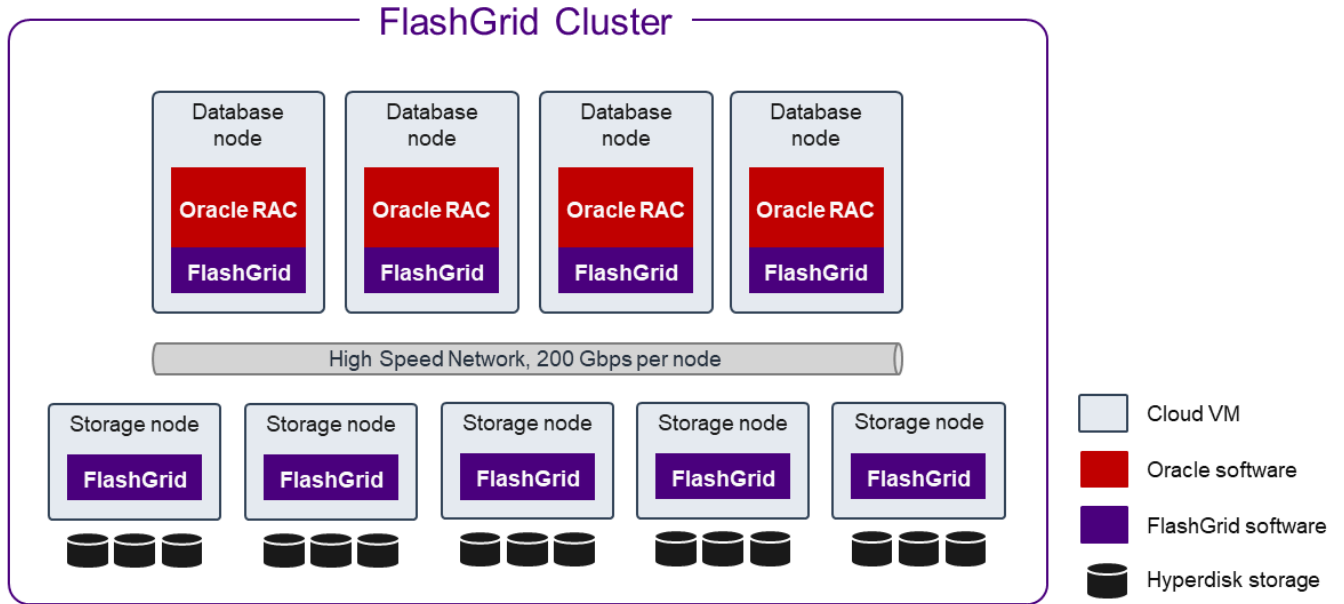 FlashGrid Cluster
Database
node
Oracle RAC
FlashGrid
Database
node
Oracle RAC
FlashGrid
Database
node
Oracle RAC
FlashGrid
Database
node
Oracle RAC
FlashGrid
High Speed Network, 200 Gbps per node
Storage node
FlashGrid
Storage node
FlashGrid
Storage node
FlashGrid
Storage node
FlashGrid
Storage node
FlashGrid
Cloud VM
Oracle software
FlashGrid software
Hyperdisk storage